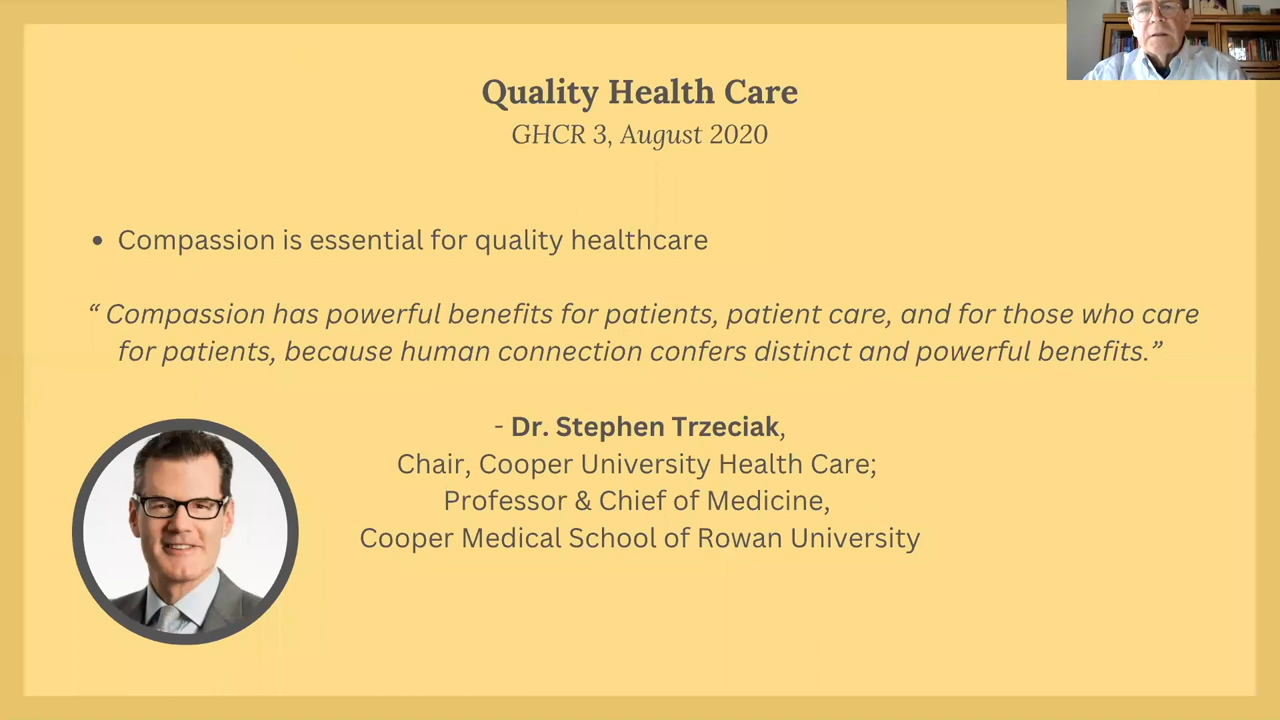 Quality Health Care
GHCR 3, August 2020
• Compassion is essential for quality healthcare
“ Compassion has powerful benefits for patients, patient care, and for those who care
for patients, because human connection confers distinct and powerful benefits.”
- Dr. Stephen Trzeciak,
Chair, Cooper University Health Care;
Professor & Chief of Medicine,
Cooper Medical School of Rowan University